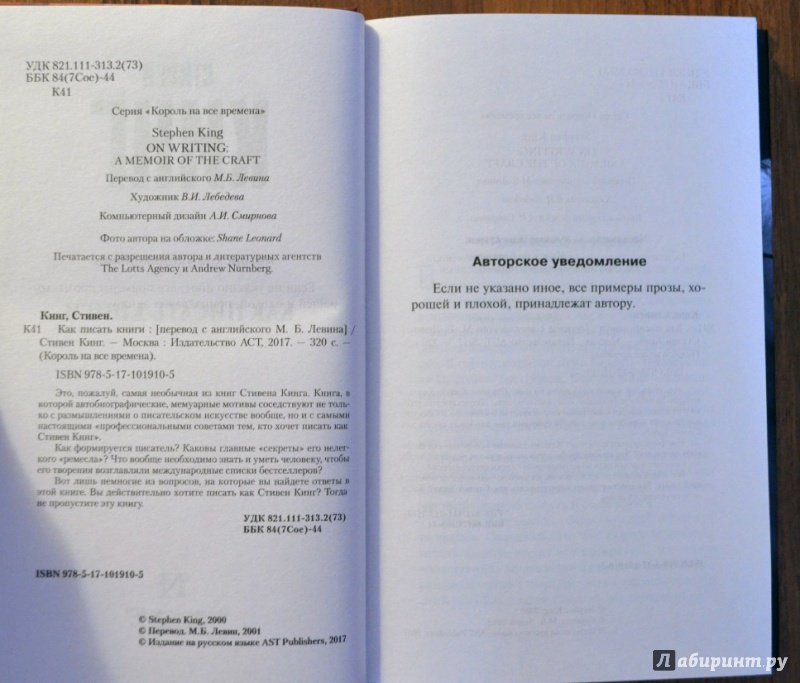 УДК 821.111-313.2(73)
ББК 84(7Сое)-44
К41
Серия «Король на все времена»
Stephen King
ON WRITING:
A MEMOIR OF THE CRAFT
Перевод с английского М.Б. Левина
Художник В.И. Лебедева
Компьютерный дизайн А.И. Смирнова
Фото автора на обложке: Shane Leonard
Печатается с разрешения автора и литературных агентств
The Lotts Agency и Andrew Nurnberg.
Кинг, Стивен.
К41 Как писать книги : [перевод с английского М. Б. Левина] /
Стивен Кинг. — Москва : Издательство АСТ, 2017. — 320 с. —
(Король на все времена).
ISBN 978-5-17-101910-5
Это, пожалуй, самая необычная из книг Стивена Кинга. Книга, в
которой автобиографические, мемуарные мотивы соседствуют не толь-
ко с размышлениями о писательском искусстве вообще, но и с самыми
настоящими «профессиональными советами тем, кто хочет писать как
Стивен Кинг».
Как формируется писатель? Каковы главные «секреты» его нелег-
кого «ремесла»? Что вообще необходимо знать и уметь человеку, чтобы
его творения возглавляли международные списки бестселлеров?
Вот лишь немногие из вопросов, на которые вы найдете ответы в
этой книге. Вы действительно хотите писать как Стивен Кинг? Тогда
не пропустите эту книгу.
УДК 821.111-313.2(73)
ББК 84(7Сое)-44
ISBN 978-5-17-101910-5
© Stephen King, 2000
© Перевод. М.Б. Левин, 2001
© Издание на русском языке AST Publishers, 2017
Авторское уведомление
Если не указано иное, все примеры прозы, хо-
рошей и плохой, принадлежат автору.
Лабиринт.ру